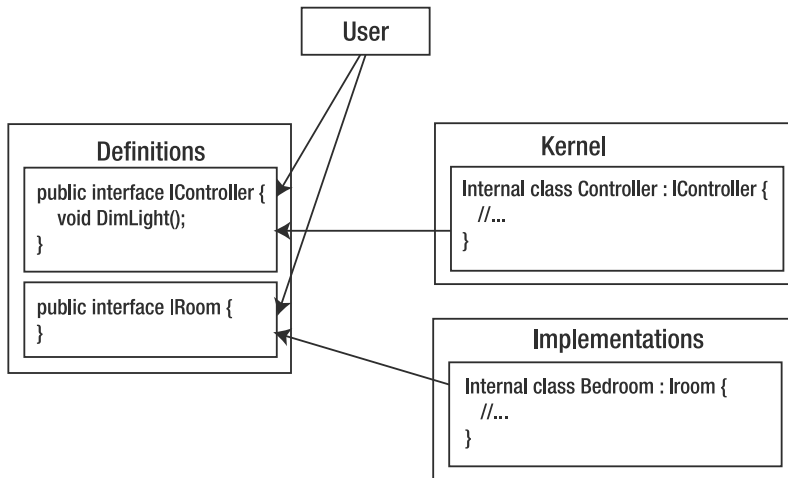 User
Definitions
public interface IController {
void DimLight();
}
public interface IRoom {
}
Kernel
Internal class Controller : IController {
//...
}
Implementations
Internal class Bedroom : Iroom {
//...
}